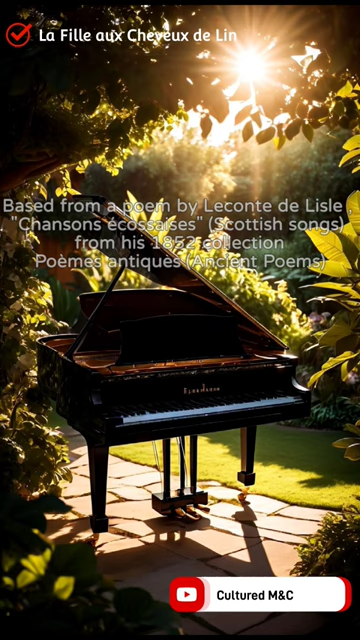 La Fille aux Cheveux de Lin
Based from a poem by Leconte de Lisle
"Chansons écossaises" (Scottish songs)
from his 1852 collection
Poèmes antiques (Ancient Poems)
Cultured M&C